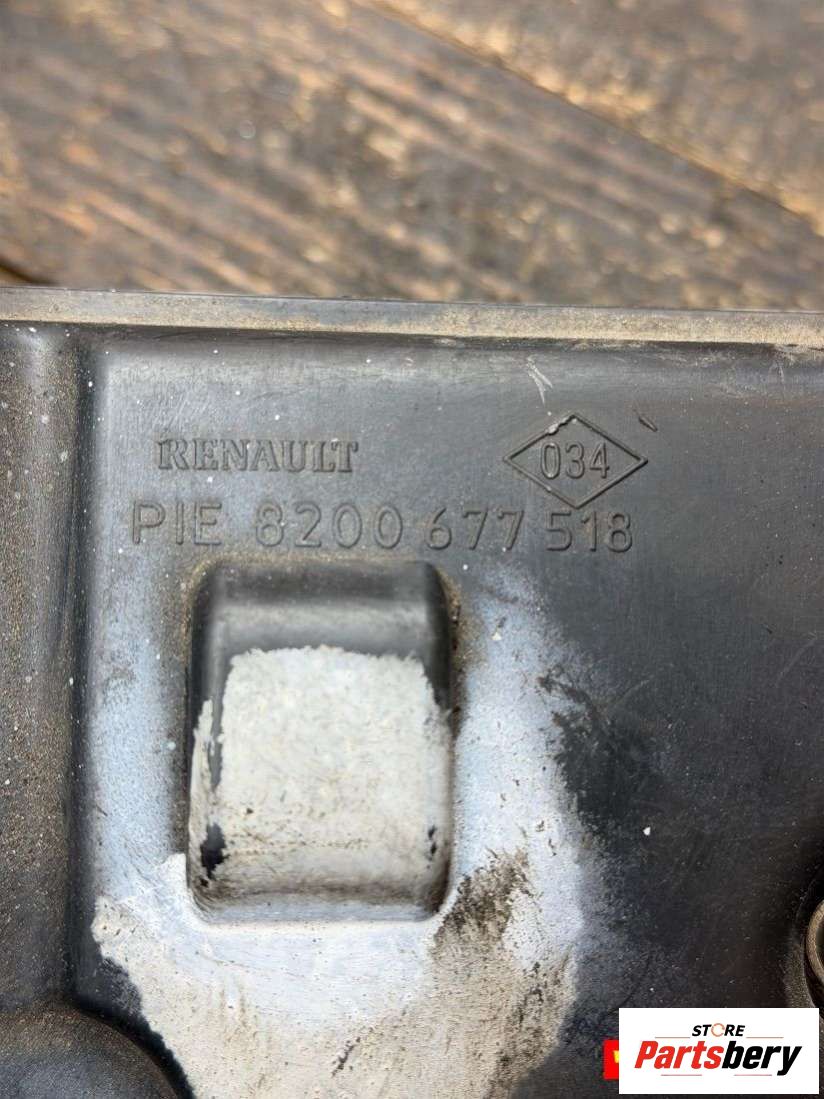 RENAULT
034
PIE 8200 677 518
STORE
Partsbery